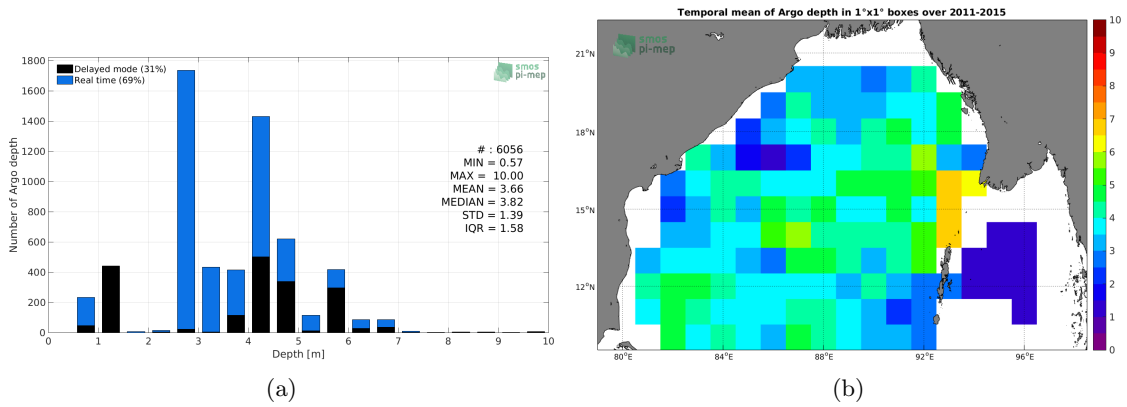 1800
1600
1400
1200
1000
800
600
400
200
0
Number of Argo depth
Delayed mode (31%)
Real time (69%)
smos
pi-mep
# : 6056
MIN = 0.57
MAX = 10.00
MEAN = 3.66
MEDIAN = 3.82
STD = 1.39
IQR = 1.58
0 1 2 3 4 5 6 7 8 9 10
Depth [m]
(a)
Temporal mean of Argo depth in 1°x1° boxes over 2011-2015
smos
pi-mep
21°N
18°N
15°N
12°N
80°E 84°E 88°E 92°E 96°E
10
9
8
7
6
5
4
3
2
1
0
(b)